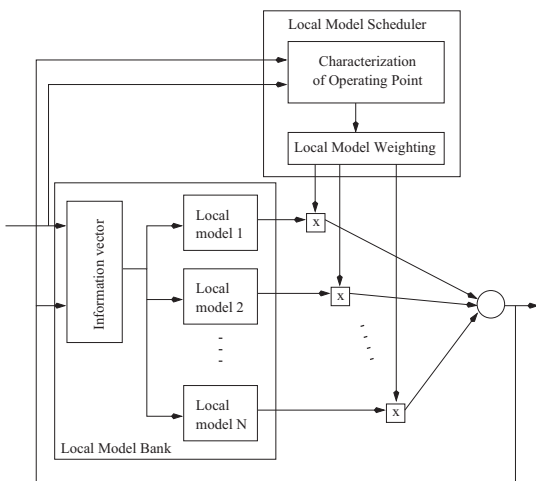 Local Model Scheduler
Characterization
of Operating Point
Local Model Weighting
Information vector
Local
model 1
x
Local
model 2
x
Local
model N
x
Local Model Bank